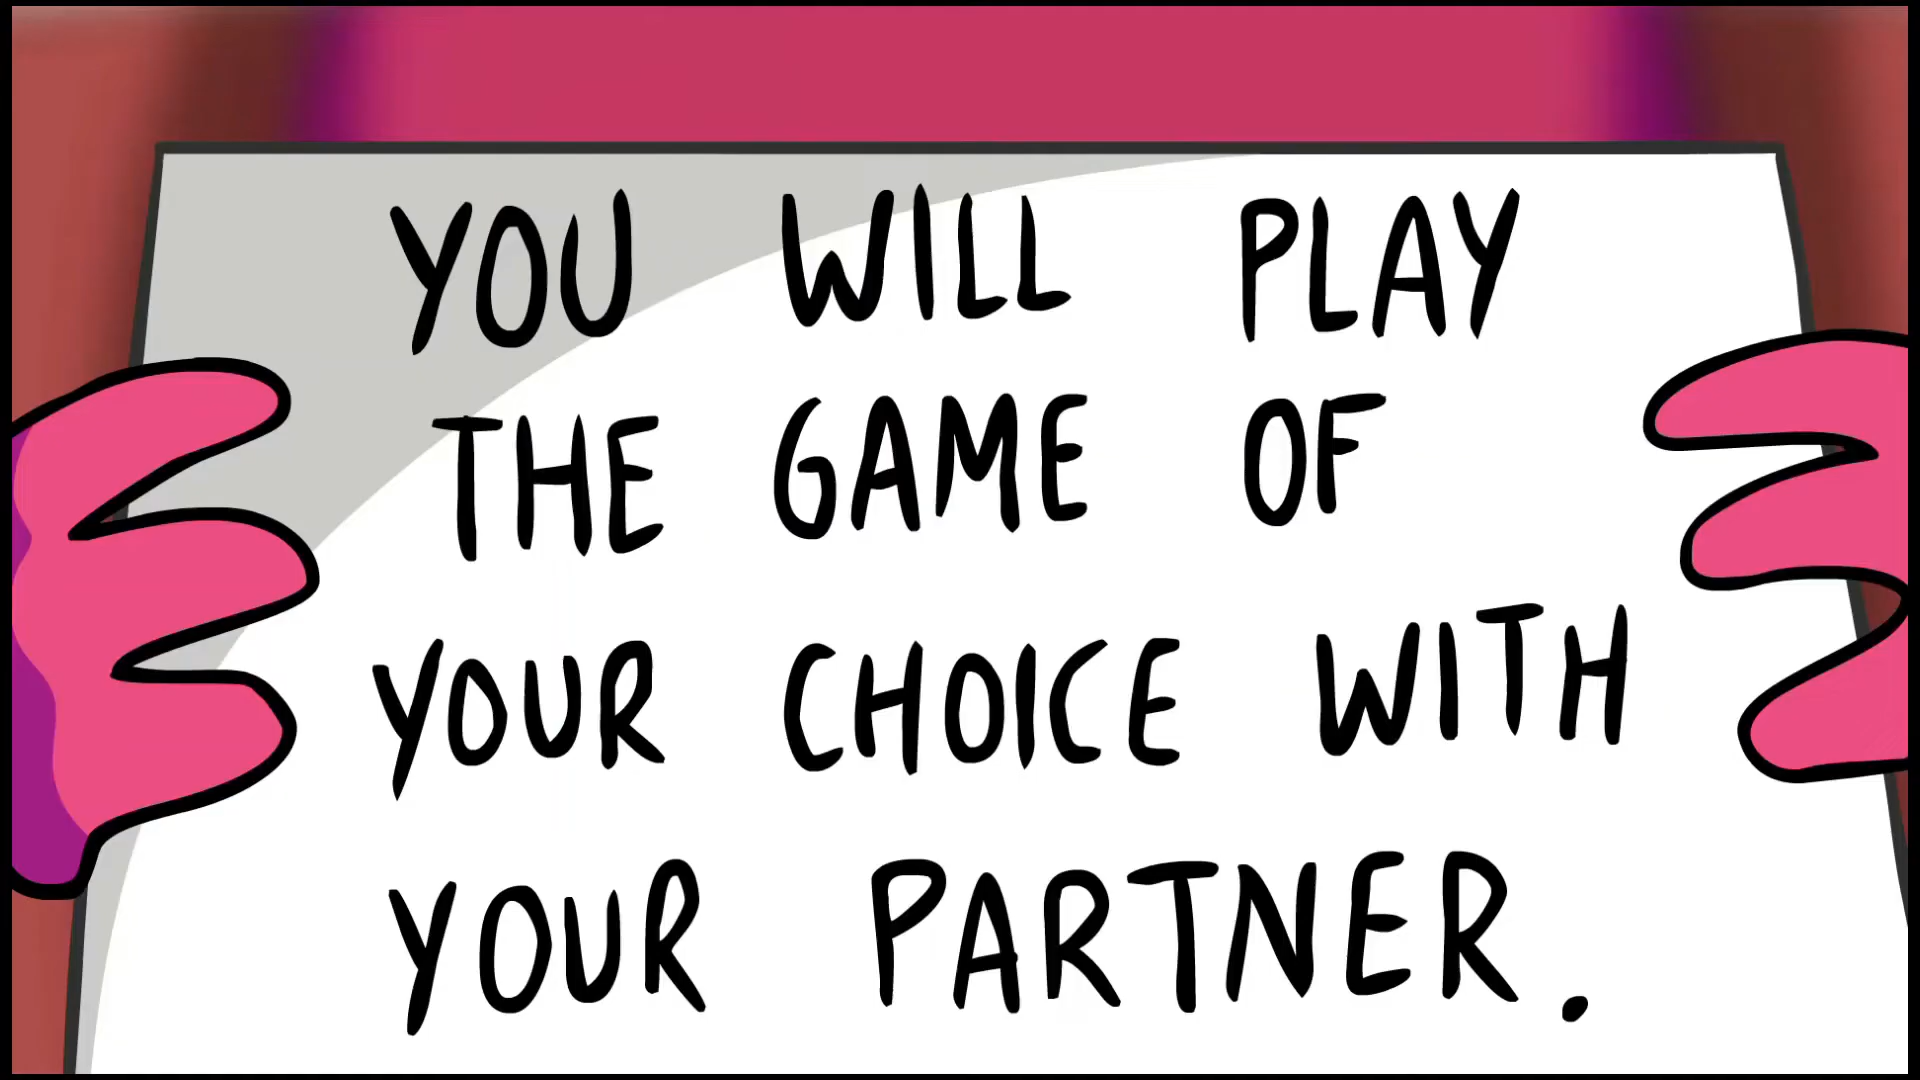 YOU WILL PLAY
THE GAME OF
YOUR CHOICE WITH
YOUR PARTNER.